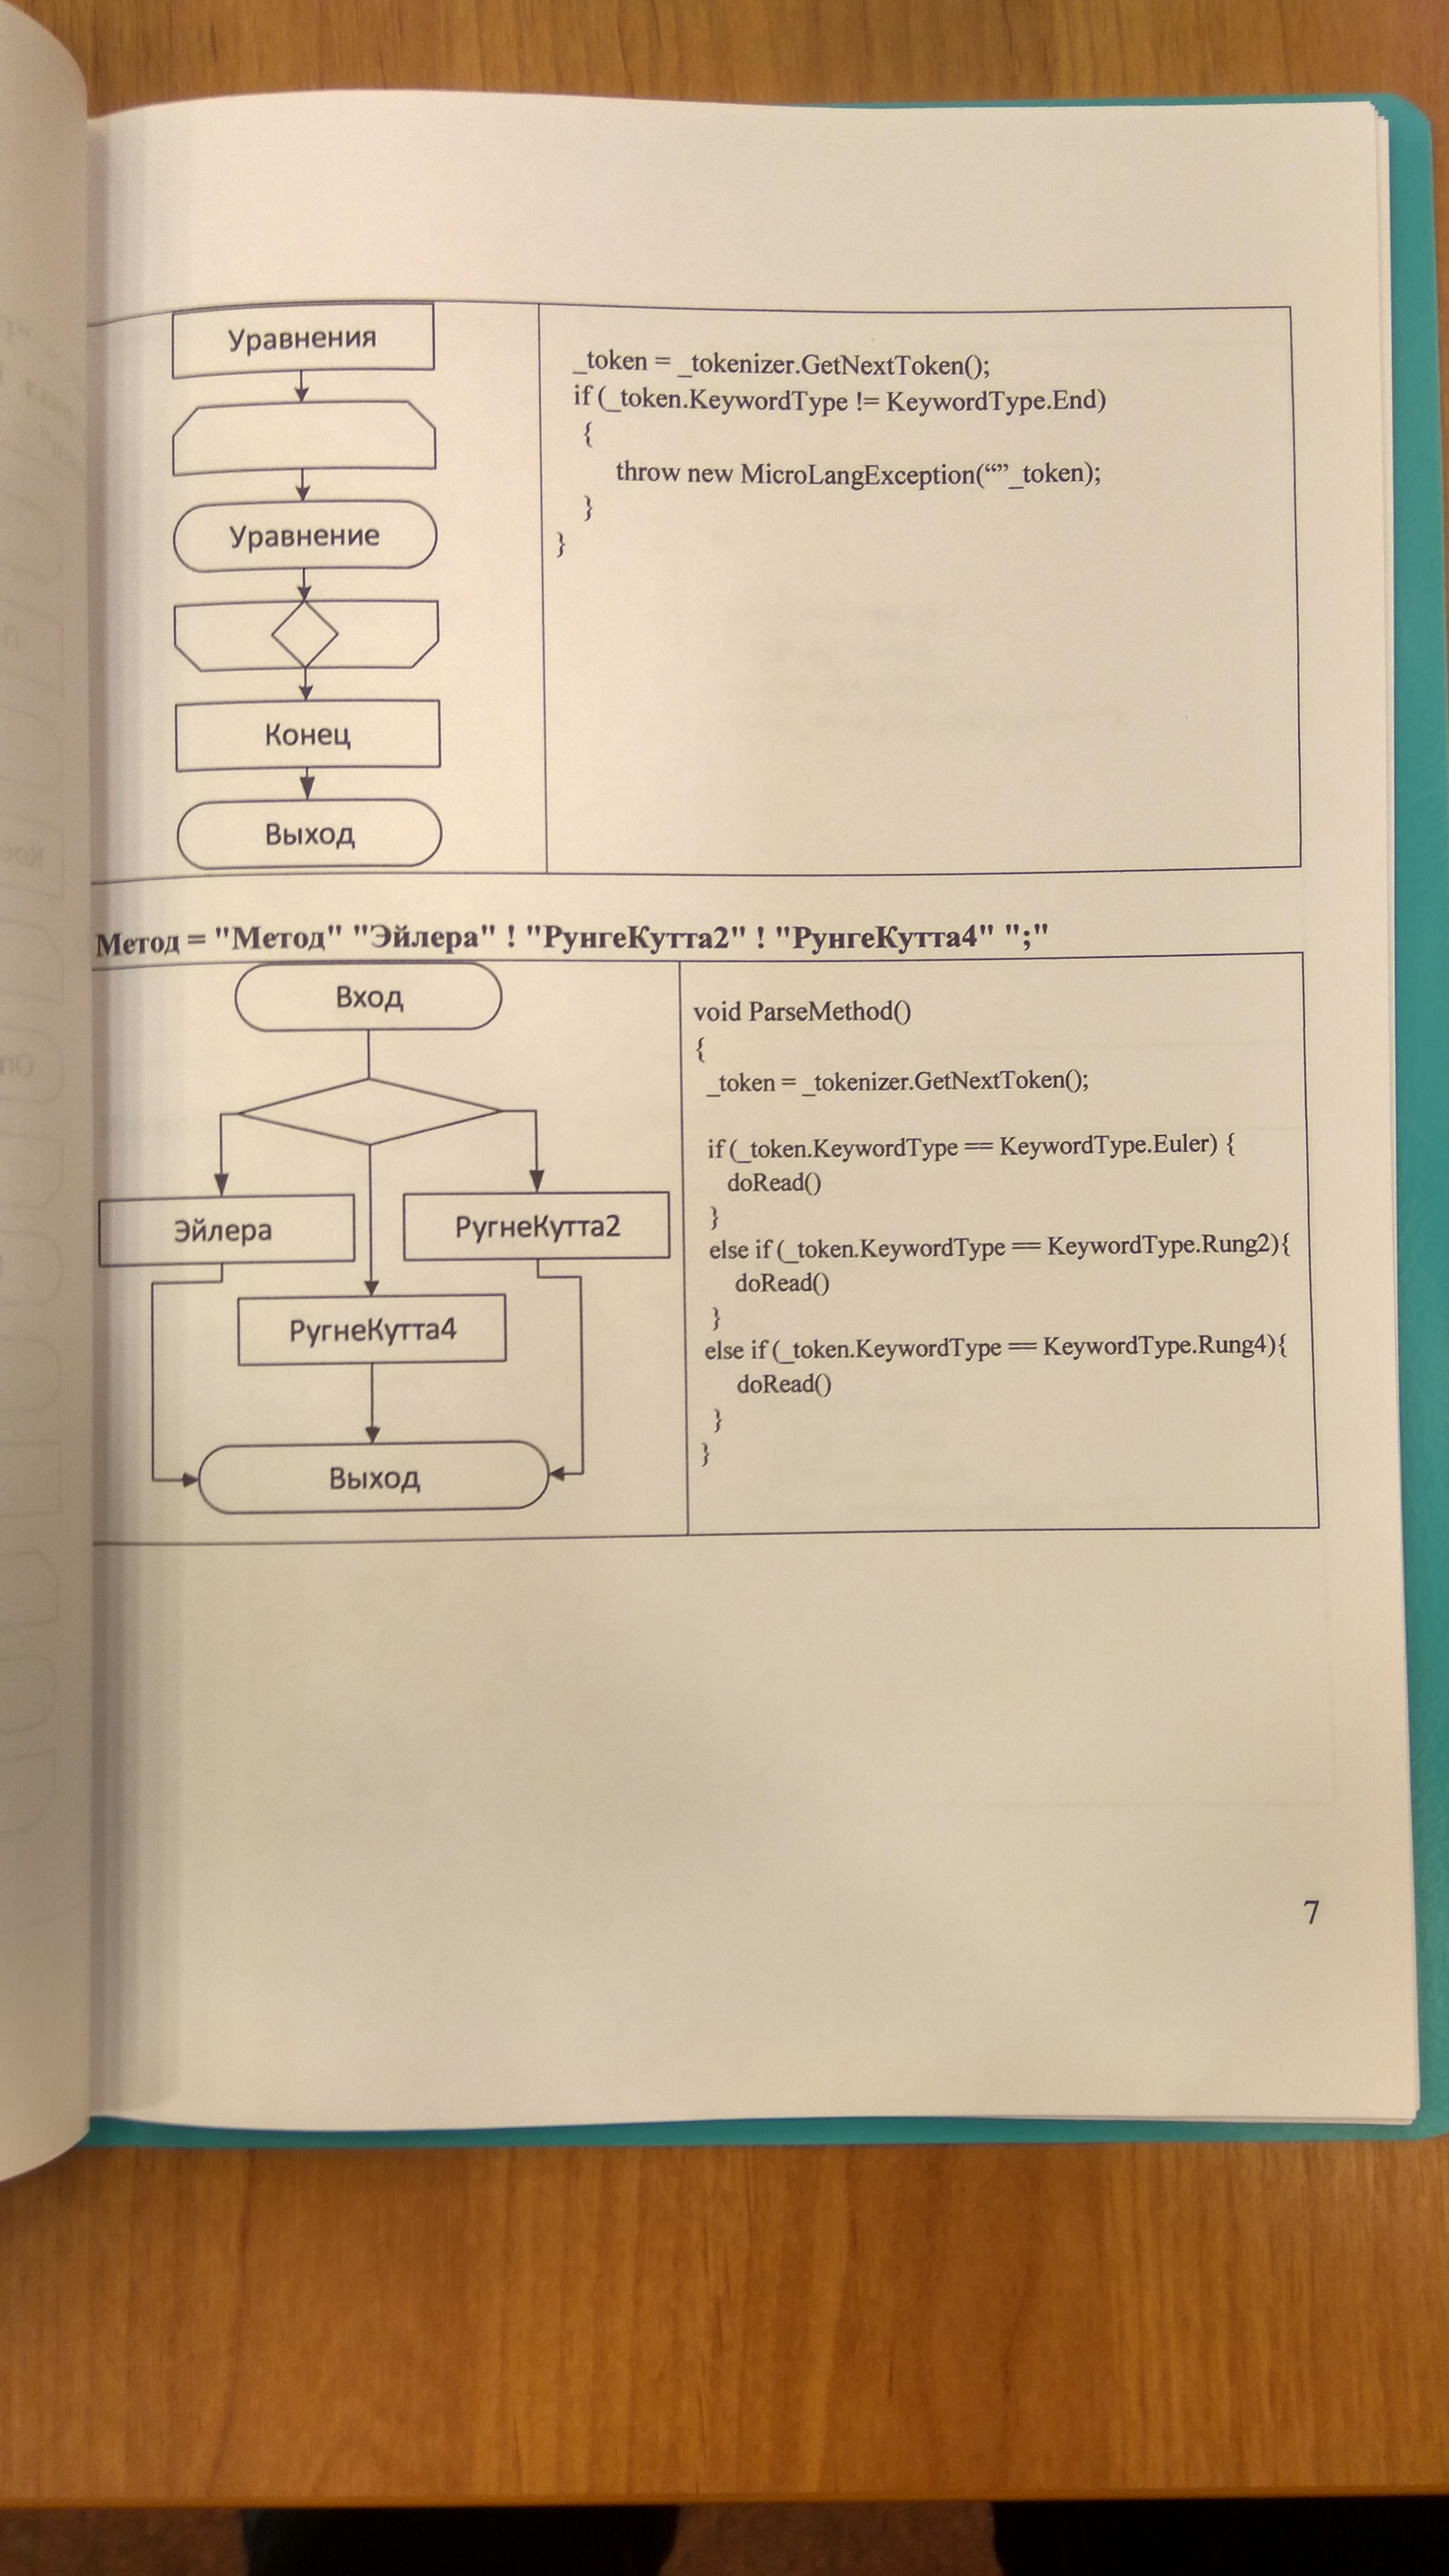 Уравнения
Уравнение
Конец
Выход
_token = _tokenizer.GetNextToken();
if (_token.KeywordType != KeywordType.End)
{
throw new MicroLangException(“”_token);
}
}
Метод = "Метод" "Эйлера" ! "РунгеКутта2" ! "РунгеКутта4" ";"
Вход
Эйлера
РугнеКутта2
РугнеКутта4
Выход
void ParseMethod()
{
_token = _tokenizer.GetNextToken();
if (_token.KeywordType == KeywordType.Euler) {
doRead()
}
else if (_token.KeywordType == KeywordType.Rung2){
doRead()
}
else if (_token.KeywordType == KeywordType.Rung4){
doRead()
}
}
7